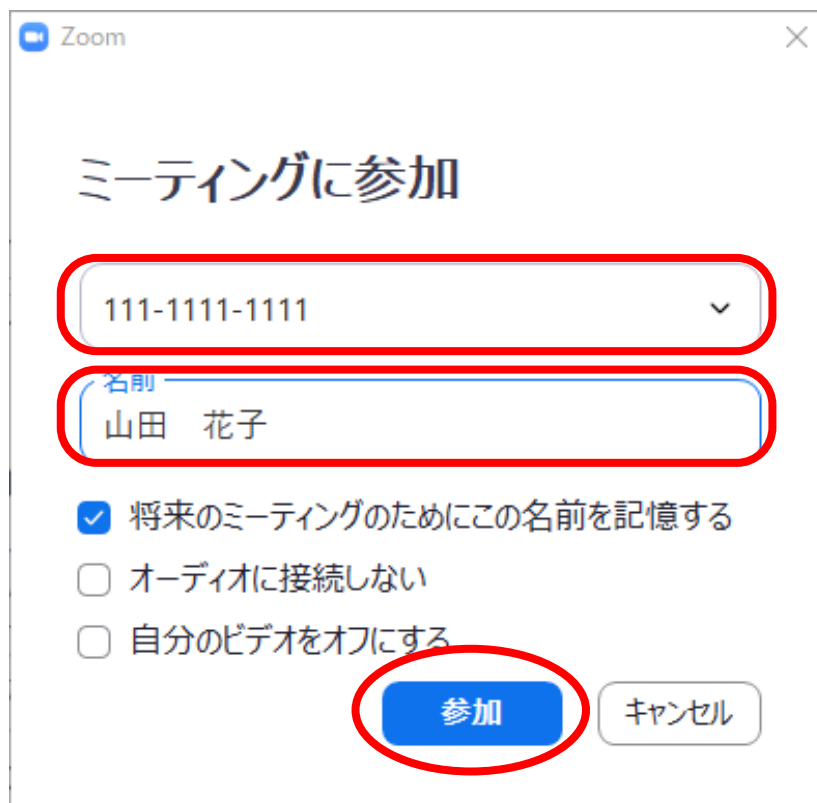 Zoom
ミーティングに参加
111-1111-1111
名前
山田　花子
将来のミーティングのためにこの名前を記憶する
オーディオに接続しない
自分のビデオをオフにする
参加 キャンセル